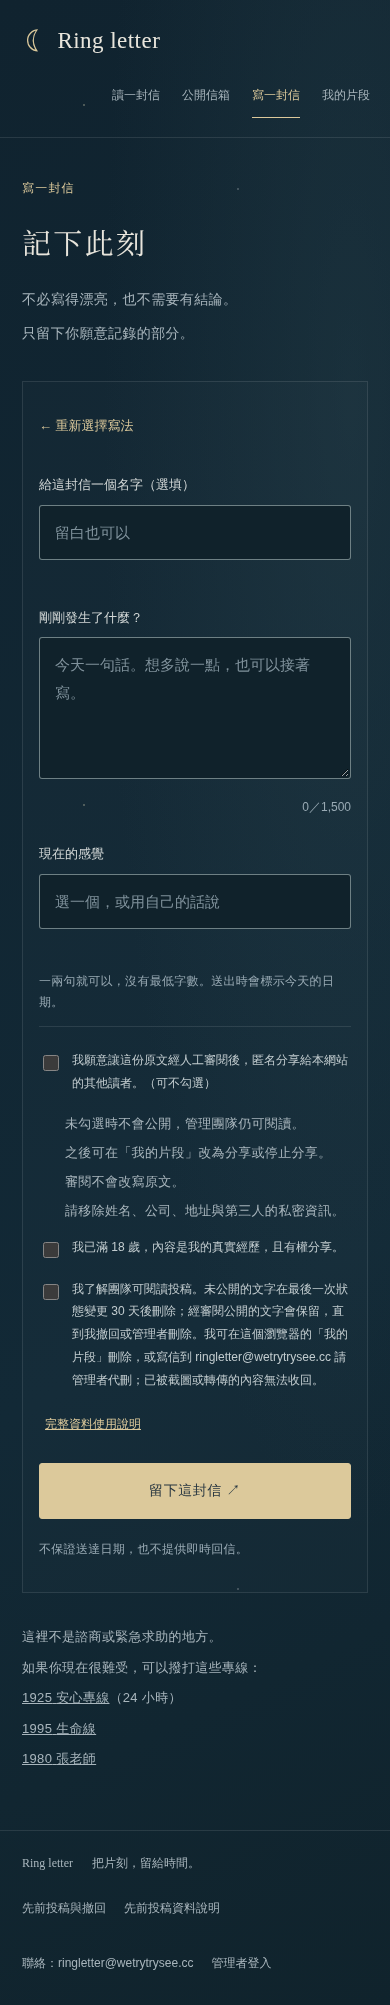 Ring letter
讀一封信 公開信箱 寫一封信 我的片段
寫一封信
記下此刻
不必寫得漂亮，也不需要有結論。
只留下你願意記錄的部分。
← 重新選擇寫法
給這封信一個名字（選填）
留白也可以
剛剛發生了什麼？
今天一句話。想多說一點，也可以接著
寫。
0／1,500
現在的感覺
選一個，或用自己的話說
一兩句就可以，沒有最低字數。送出時會標示今天的日
期。
我願意讓這份原文經人工審閱後，匿名分享給本網站
的其他讀者。（可不勾選）
未勾選時不會公開，管理團隊仍可閱讀。
之後可在「我的片段」改為分享或停止分享。
審閱不會改寫原文。
請移除姓名、公司、地址與第三人的私密資訊。
我已滿 18 歲，內容是我的真實經歷，且有權分享。
我了解團隊可閱讀投稿。未公開的文字在最後一次狀
態變更 30 天後刪除；經審閱公開的文字會保留，直
到我撤回或管理者刪除。我可在這個瀏覽器的「我的
片段」刪除，或寫信到 ringletter@wetrytrysee.cc 請
管理者代刪；已被截圖或轉傳的內容無法收回。
完整資料使用說明
留下這封信 ↗
不保證送達日期，也不提供即時回信。
這裡不是諮商或緊急求助的地方。
如果你現在很難受，可以撥打這些專線：
1925 安心專線（24 小時）
1995 生命線
1980 張老師
Ring letter 把片刻，留給時間。
先前投稿與撤回 先前投稿資料說明
聯絡：ringletter@wetrytrysee.cc 管理者登入